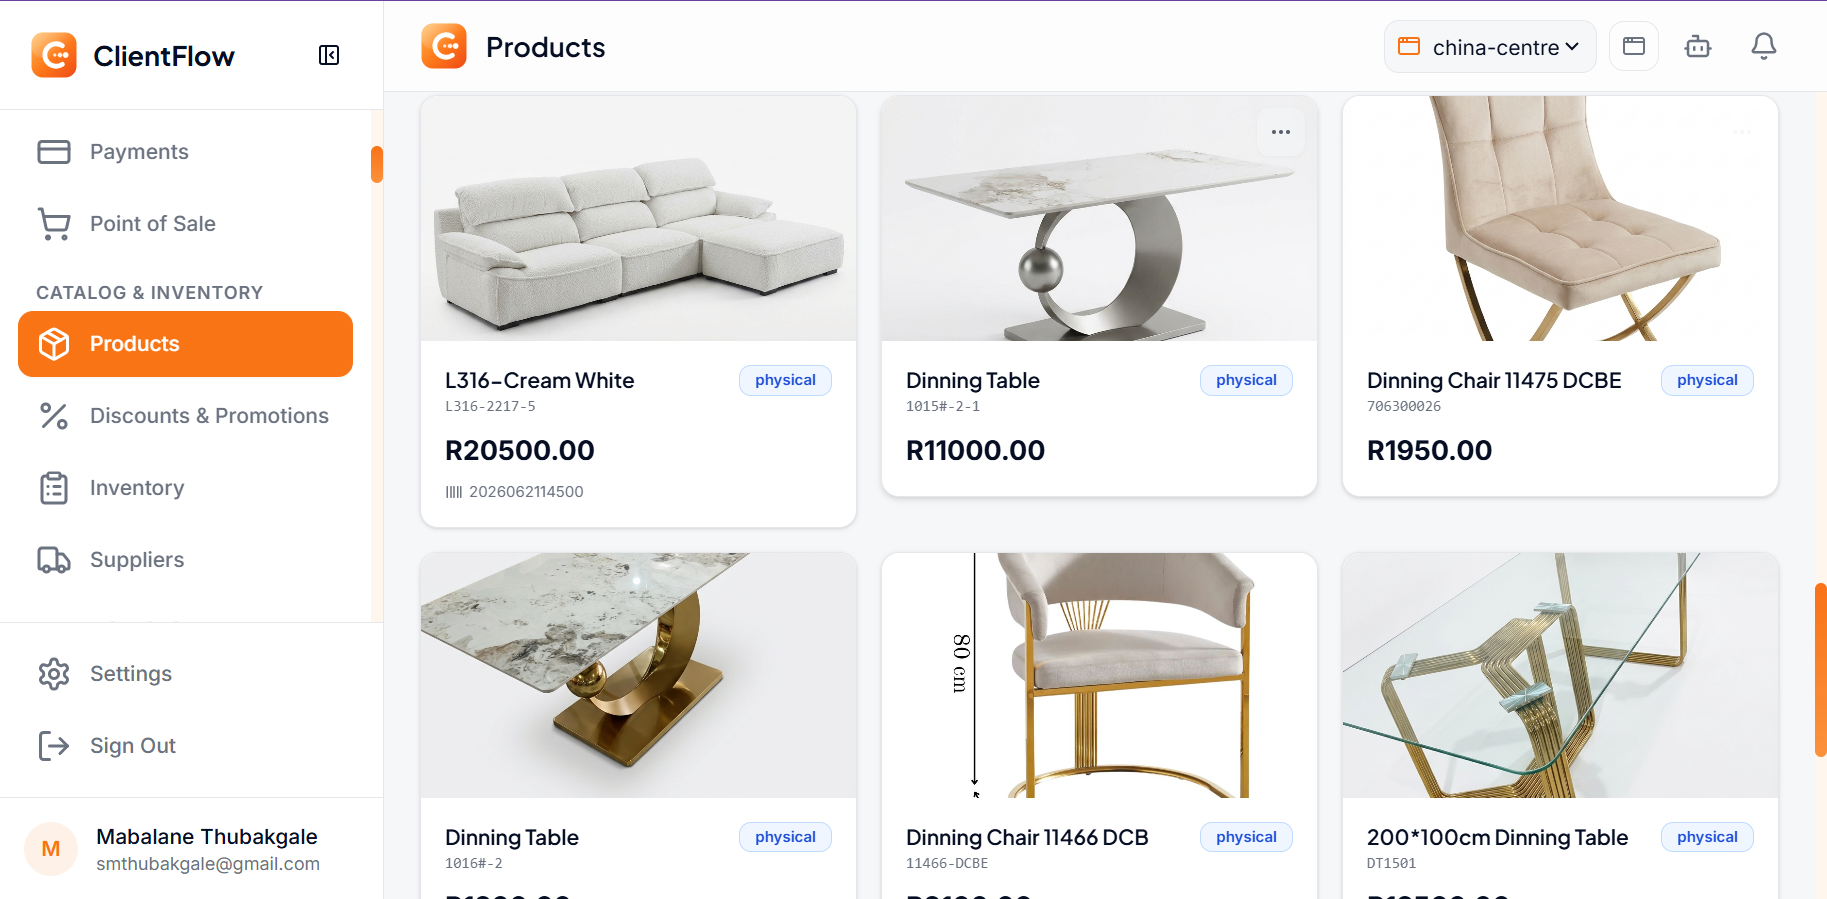 ClientFlow
Payments
Point of Sale
CATALOG & INVENTORY
Products
Discounts & Promotions
Inventory
Suppliers
Settings
Sign Out
M
Mabalane Thubakgale
smthubakgale@gmail.com
Products
china-centre
L316-Cream White
physical
L316-2217-5
R20500.00
2026062114500
Dinning Table
physical
1015#-2-1
R11000.00
Dinning Chair 11475 DCBE
physical
706300026
R1950.00
Dinning Table
physical
1016#-2
80 cm
Dinning Chair 11466 DCB
physical
11466-DCBE
200*100cm Dinning Table
physical
DT1501